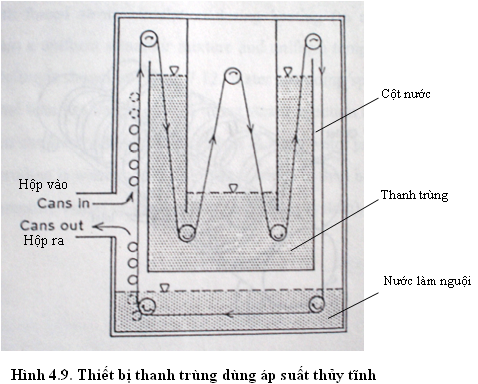 Cột nước
Hộp vào
Cans in
Thanh trùng
Cans out
Hộp ra
Nước làm nguội
Hình 4.9. Thiết bị thanh trùng dùng áp suất thủy tĩnh